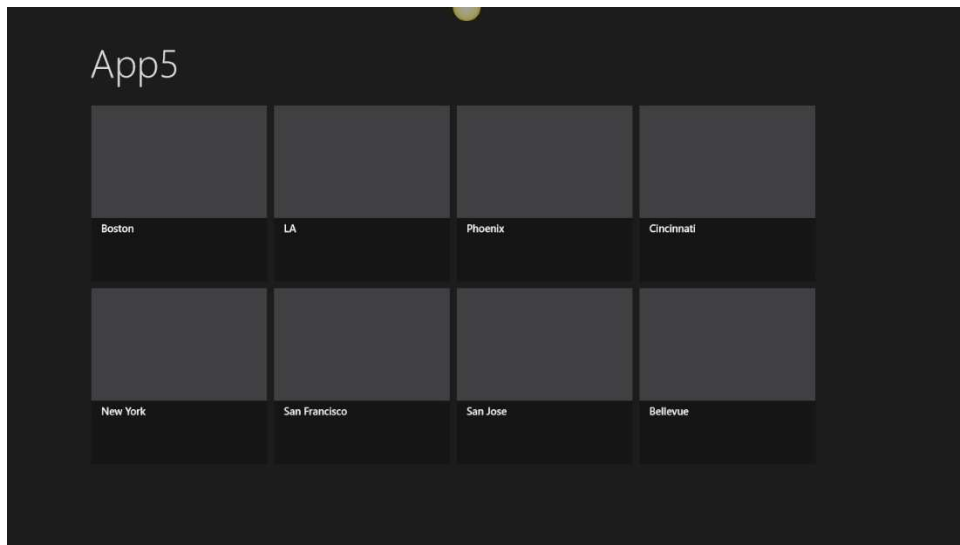 App5
Boston
LA
Phoenix
Cincinnati
New York
San Francisco
San Jose
Bellevue